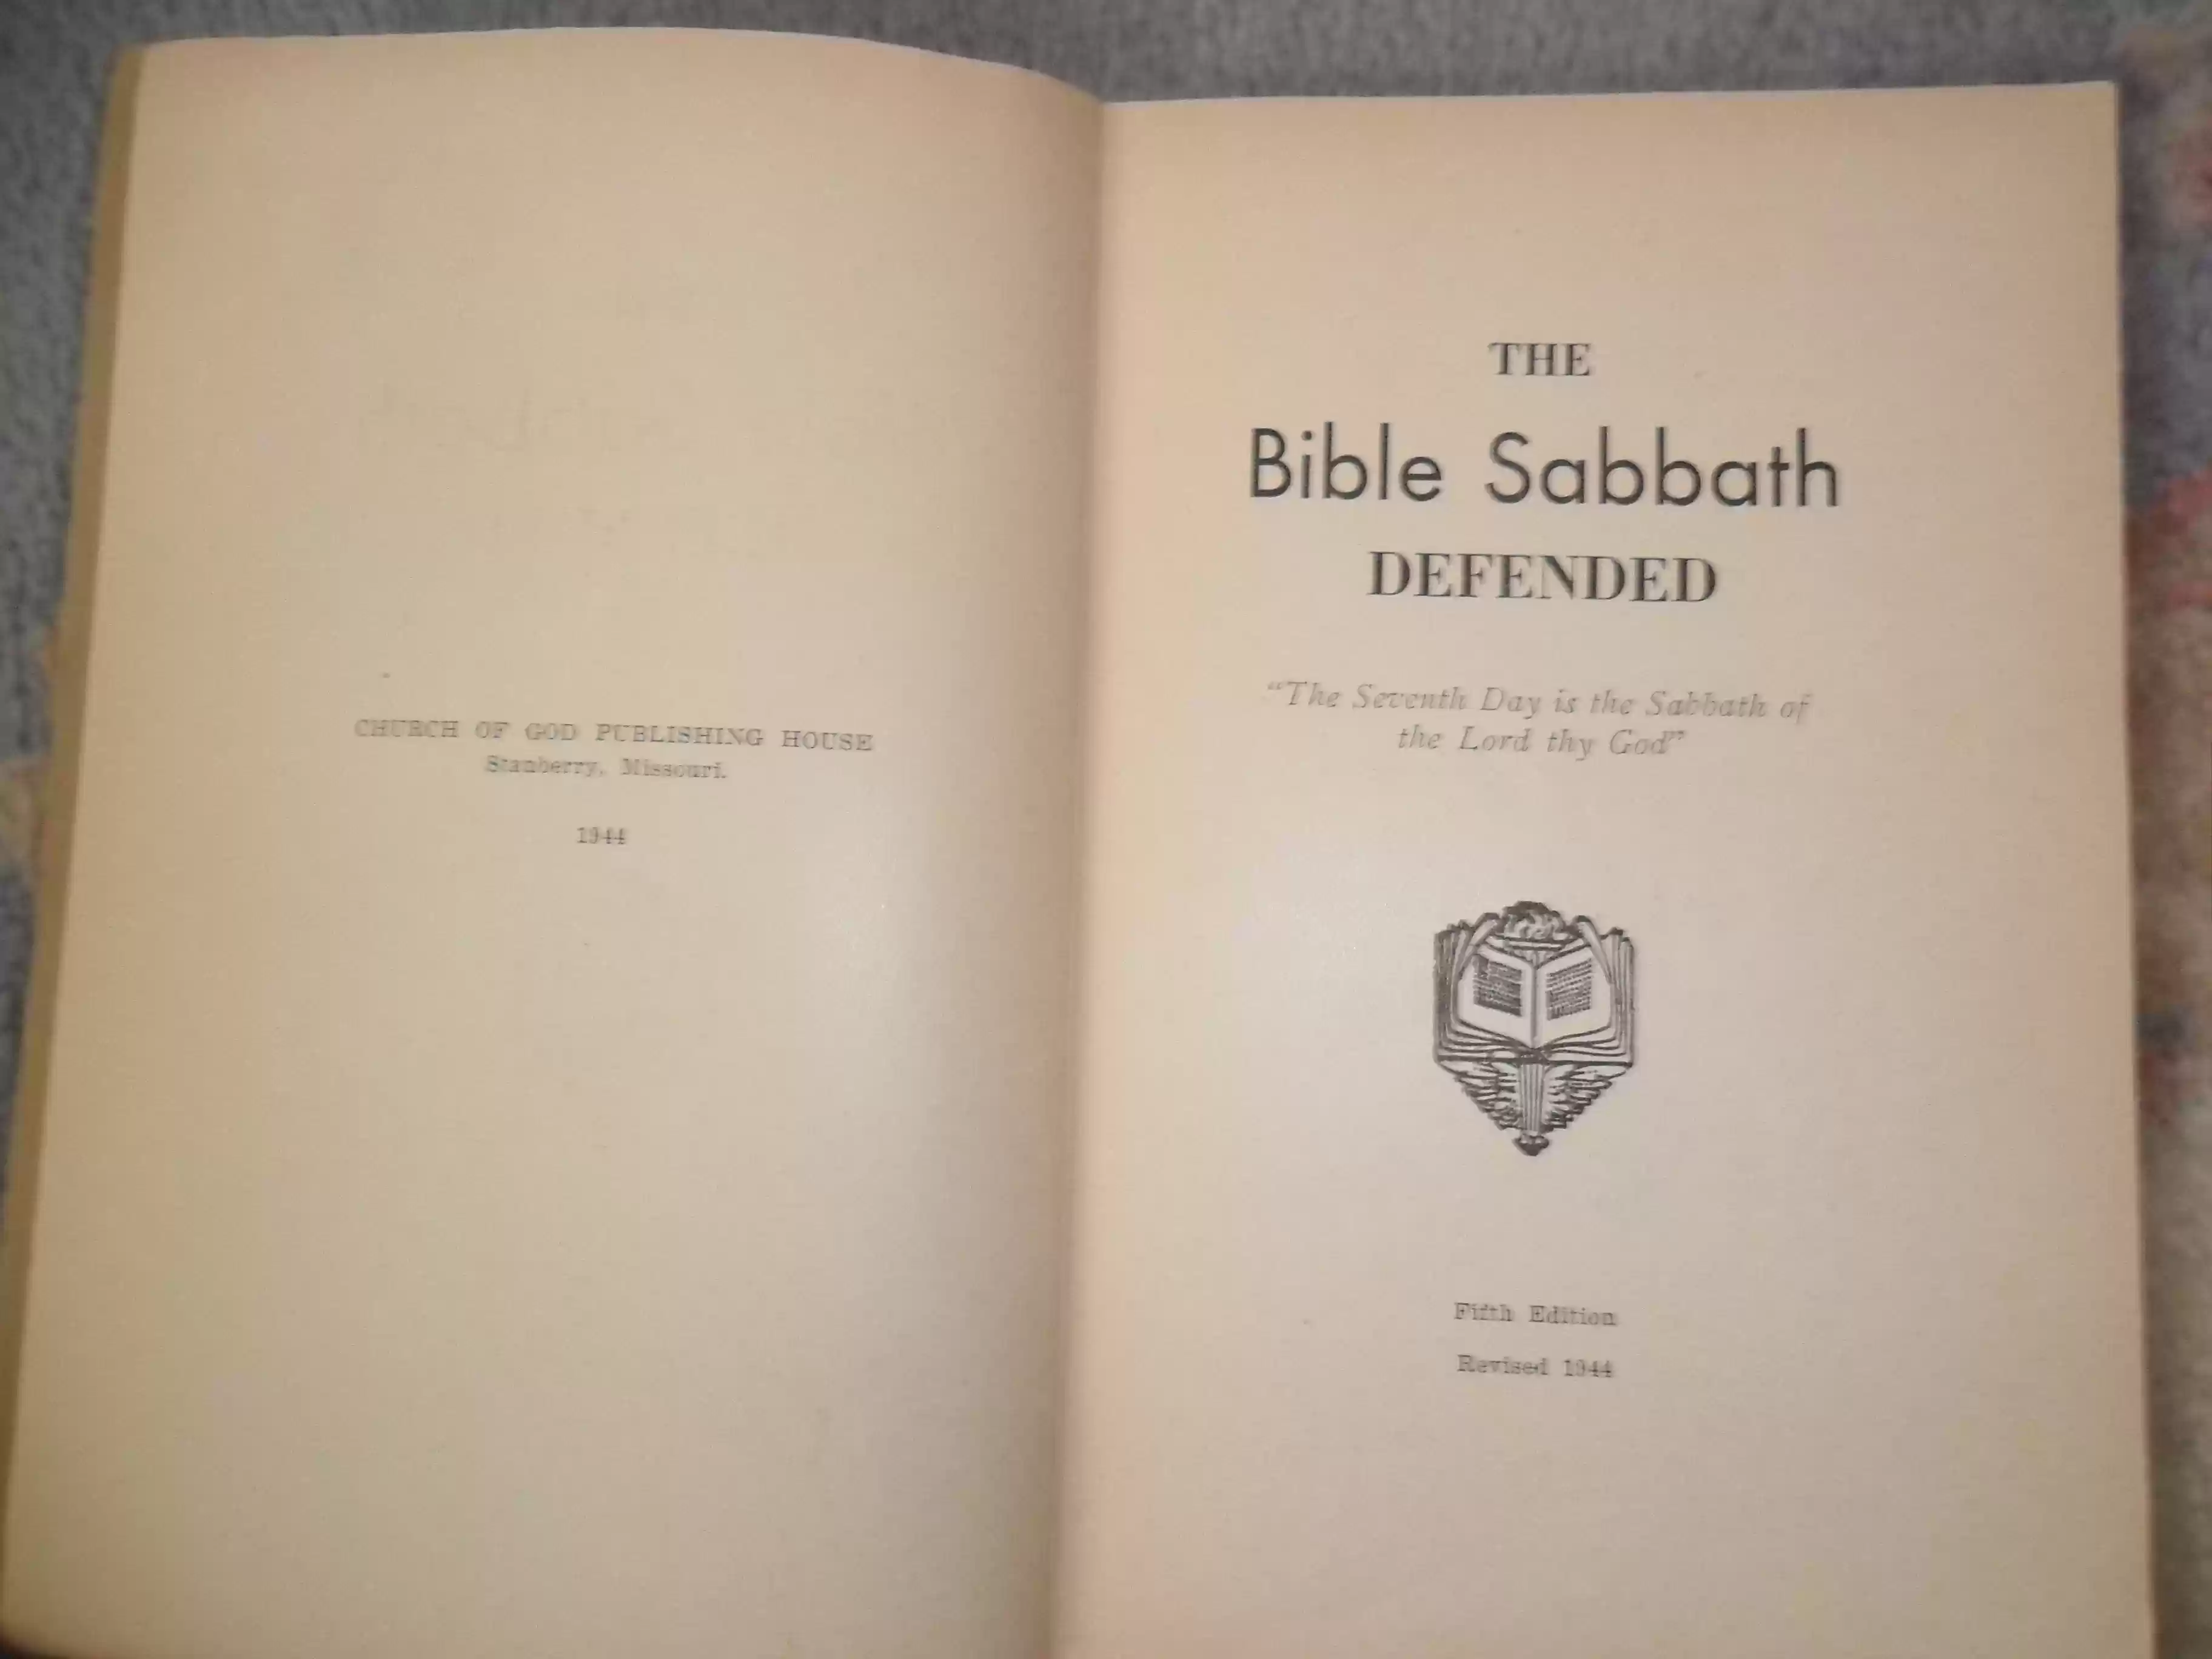 CHURCH OF GOD PUBLISHING HOUSE
Stanberry, Missouri.
1944
THE
Bible Sabbath
DEFENDED
"The Seventh Day is the Sabbath of
the Lord thy God"
Fifth Edition
Revised 1944